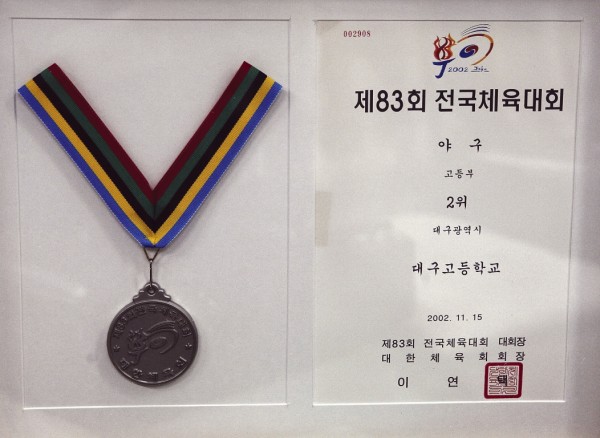 002908
2002
제83회 전국체육대회
야 구
고등부
2위
대구광역시
대구고등학교
2002. 11. 15
제83회 전국체육대회 대회장
대 한 체 육 회 회 장
이 연 택